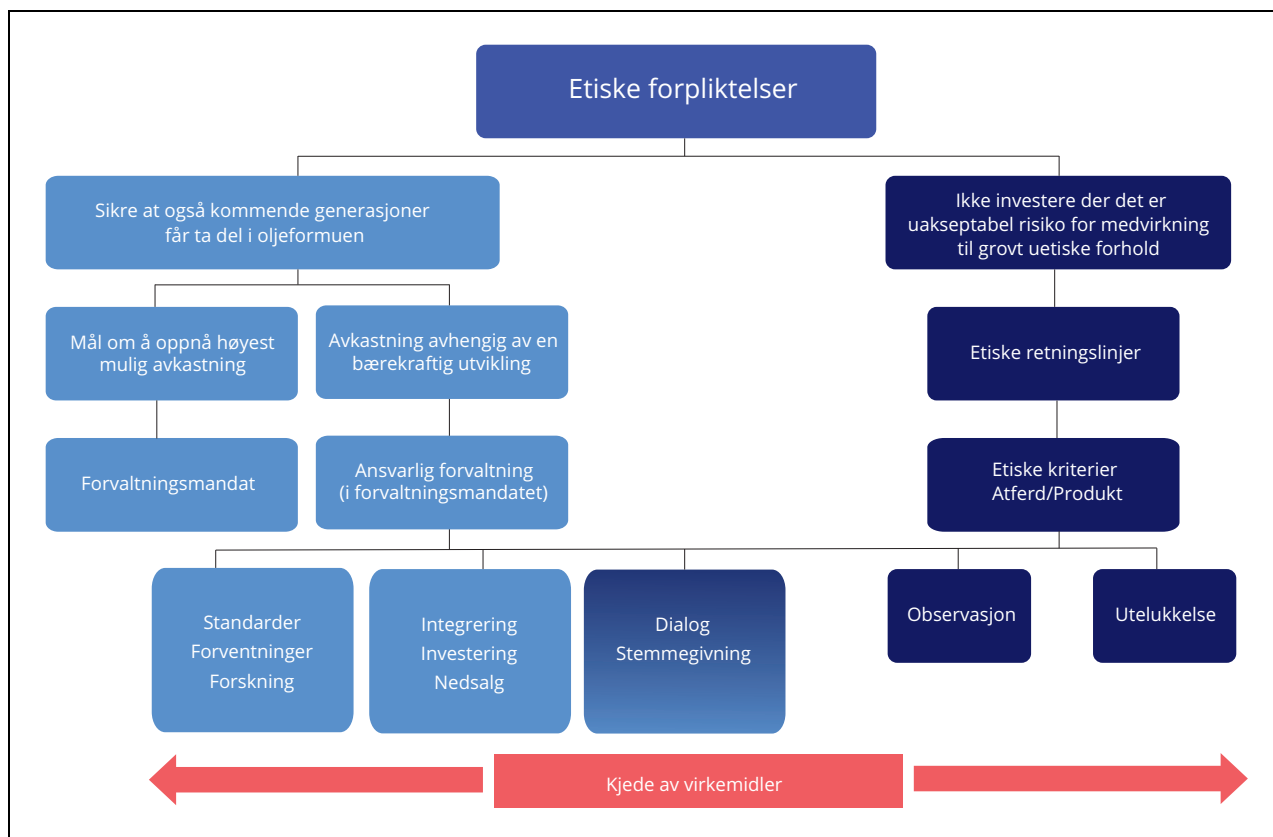 Etiske forpliktelser
Sikre at også kommende generasjoner
får ta del i oljeformuen
Ikke investere der det er
uakseptabel risiko for medvirkning
til grovt uetiske forhold
Mål om å oppnå høyest
mulig avkastning
Avkastning avhengig av en
bærekraftig utvikling
Etiske retningslinjer
Forvaltningsmandat
Ansvarlig forvaltning
(i forvaltningsmandatet)
Etiske kriterier
Atferd/Produkt
Standarder
Forventninger
Forskning
Integrering
Investering
Nedsalg
Dialog
Stemmegivning
Observasjon
Utelukkelse
Kjede av virkemidler